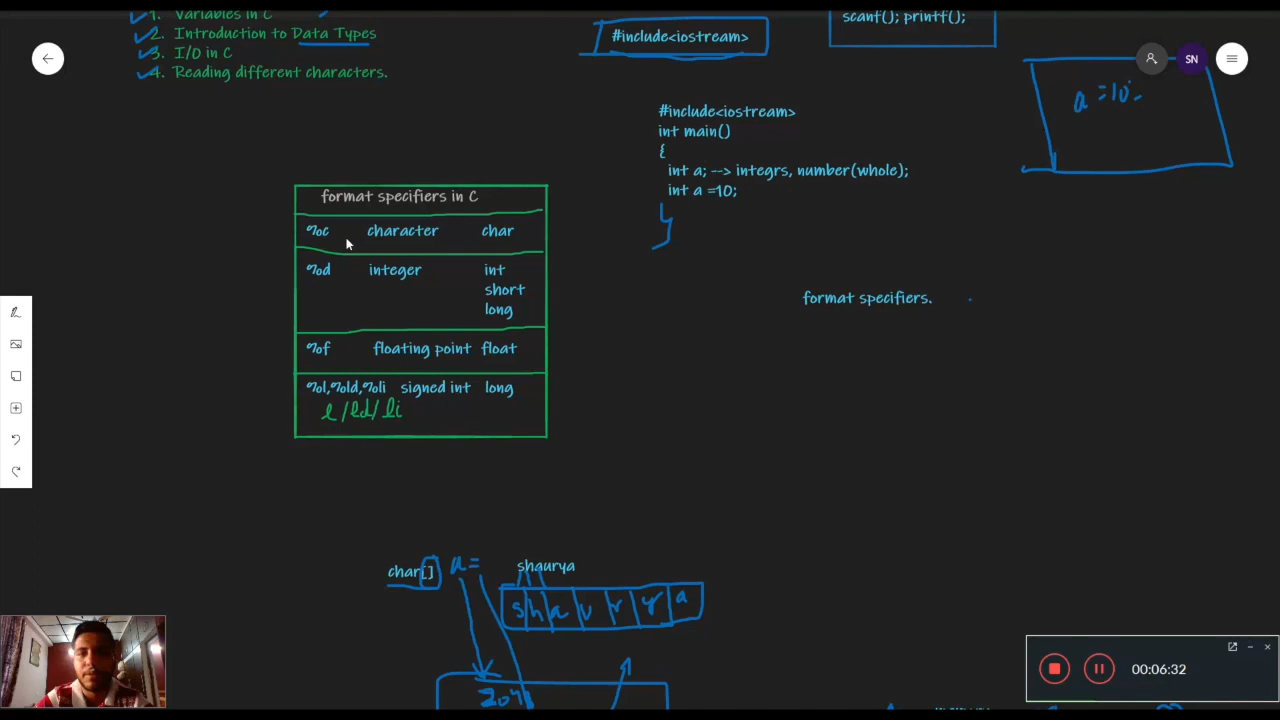 1. Variables in C
2. Introduction to Data Types
3. I/O in C
4. Reading different characters.
#include<iostream>
scanf(); printf();
SN
a =10;
#include<iostream>
int main()
{
int a; --> integrs, number(whole);
int a =10;
}
format specifiers in C
%c character char
%d integer int
short
long
%f floating point float
%l,%ld,%li signed int long
l/ld/li
format specifiers.
char[] a = shaurya
s h a u r y a
00:06:32